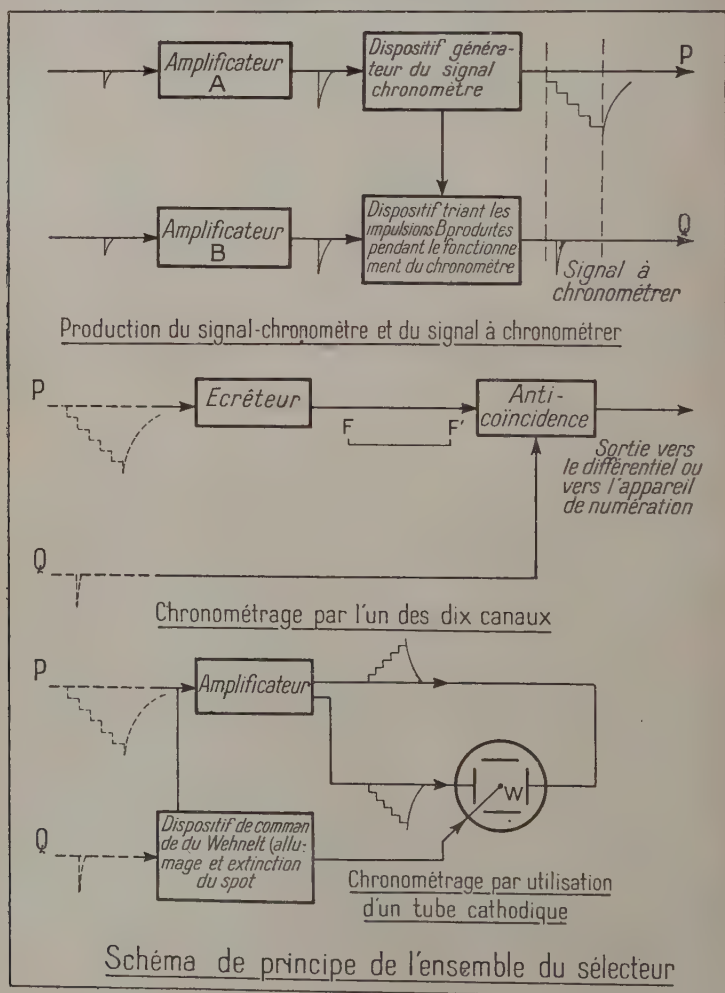 Amplificateur
A
Dispositif généra-
teur du signal
chronomètre
P
Amplificateur
B
Dispositif triant les
impulsions B produites
pendant le fonctionne
ment du chronomètre
Q
Signal à
chronométrer
Production du signal-chronomètre et du signal à chronométrer
P
Ecrêteur
F
F'
Anti-
coïncidence
Sortie vers
le différentiel ou
vers l'appareil
de numération
Q
Chronométrage par l'un des dix canaux
P
Amplificateur
W
Q
Dispositif de comman
de du Wehnelt (allu-
mage et extinction
du spot
Chronométrage par utilisation
d'un tube cathodique
Schéma de principe de l'ensemble du sélecteur